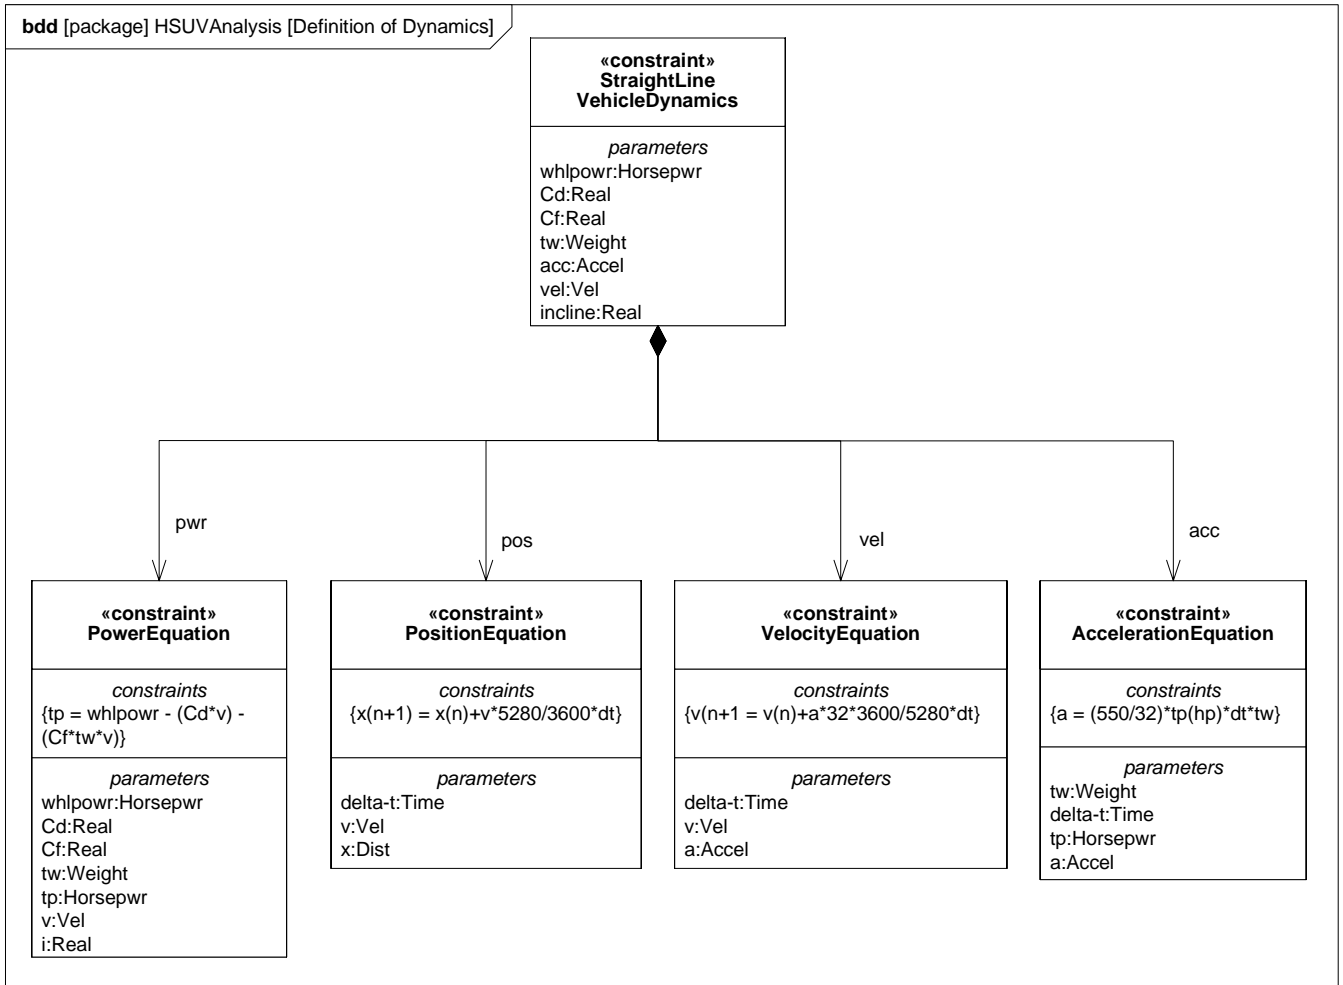 bdd [package] HSUVAnalysis [Definition of Dynamics]
«constraint»
StraightLine
VehicleDynamics
parameters
whlpowr:Horsepwr
Cd:Real
Cf:Real
tw:Weight
acc:Accel
vel:Vel
incline:Real
pwr
pos
vel
acc
«constraint»
PowerEquation
constraints
{tp = whlpowr - (Cd*v) -
(Cf*tw*v)}
parameters
whlpowr:Horsepwr
Cd:Real
Cf:Real
tw:Weight
tp:Horsepwr
v:Vel
i:Real
«constraint»
PositionEquation
constraints
{x(n+1) = x(n)+v*5280/3600*dt}
parameters
delta-t:Time
v:Vel
x:Dist
«constraint»
VelocityEquation
constraints
{v(n+1 = v(n)+a*32*3600/5280*dt}
parameters
delta-t:Time
v:Vel
a:Accel
«constraint»
AccelerationEquation
constraints
{a = (550/32)*tp(hp)*dt*tw}
parameters
tw:Weight
delta-t:Time
tp:Horsepwr
a:Accel